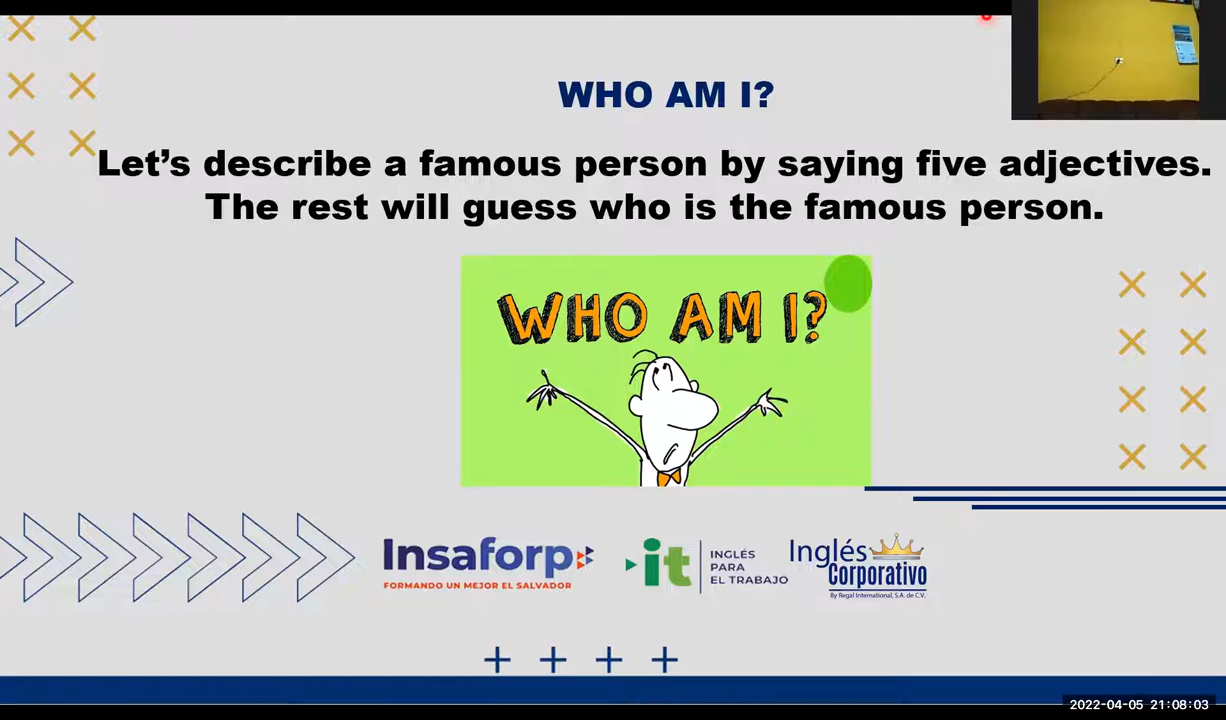 WHO AM I?
Let's describe a famous person by saying five adjectives.
The rest will guess who is the famous person.
WHO AM I?
Insaforp
FORMANDO UN MEJOR EL SALVADOR
it
INGLÉS
PARA
EL TRABAJO
Inglés
Corporativo
By Regal International, S.A. de C.V.
2022-04-05 21:08:03